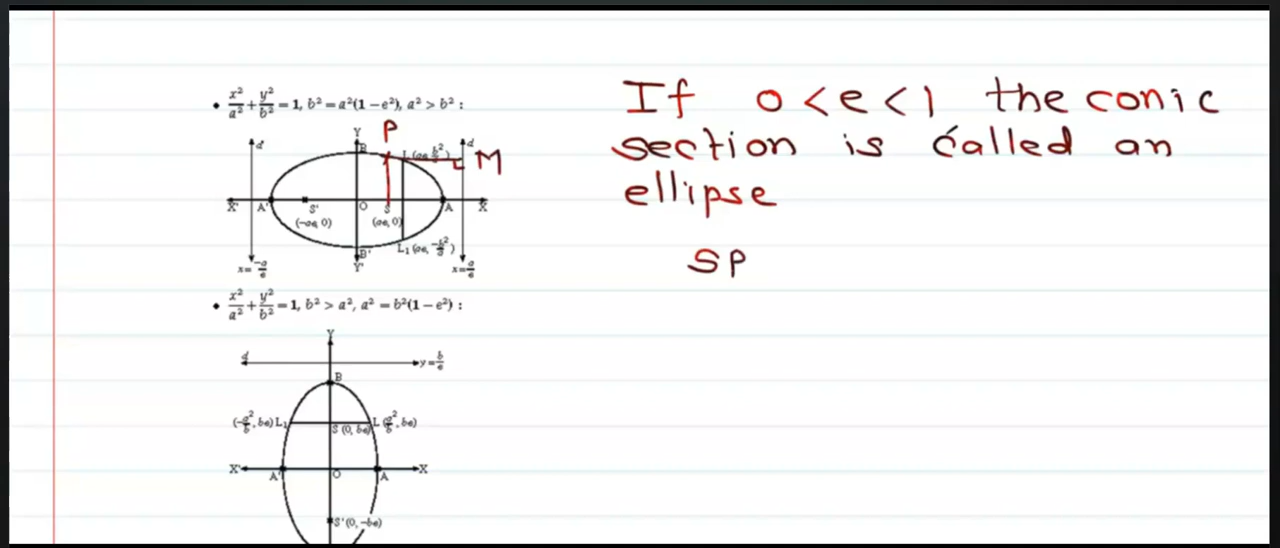 • x²/a² + y²/b² = 1, b² = a²(1 − e²), a² > b² :
If 0 < e < 1 the conic
section is called an
ellipse
SP
Y
P
B
d'
L (ae, b²/a)
d
M
X'
A'
S'
O
S
A
X
(-ae, 0)
(ae, 0)
B'
L₁ (ae, -b²/a)
x = -a/e
Y'
x = a/e
• x²/a² + y²/b² = 1, b² > a², a² = b²(1 − e²) :
Y
d
y = b/e
B
(-a²/b, be) L₁
S (0, be)
L (a²/b, be)
X'
A'
O
A
X
S' (0, -be)